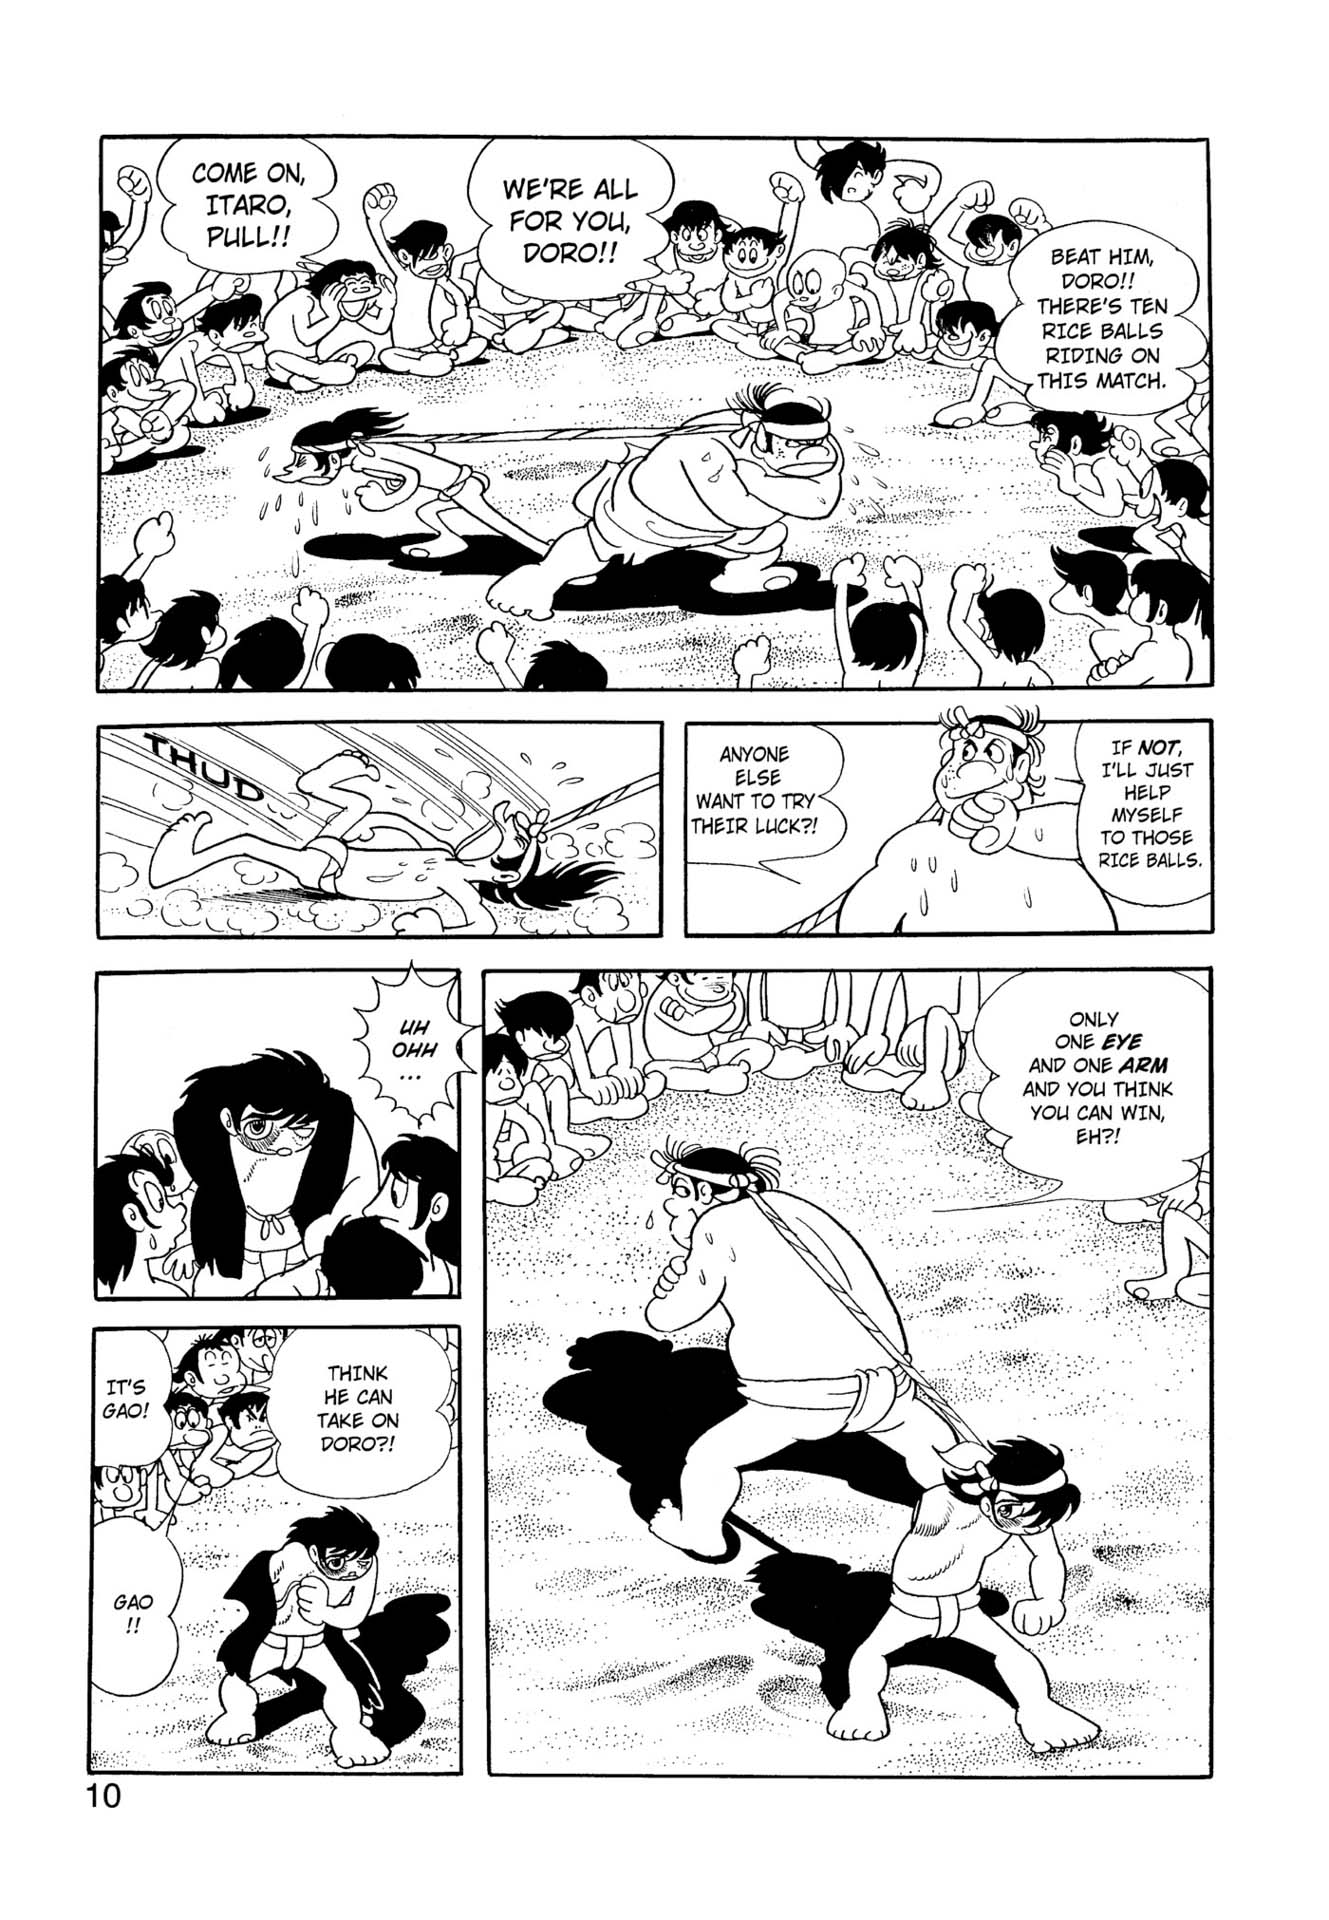 COME ON,
ITARO,
PULL!!
WE'RE ALL
FOR YOU,
DORO!!
BEAT HIM,
DORO!!
THERE'S TEN
RICE BALLS
RIDING ON
THIS MATCH.
THUD
ANYONE
ELSE
WANT TO TRY
THEIR LUCK?!
IF NOT,
I'LL JUST
HELP
MYSELF
TO THOSE
RICE BALLS.
UH
OHH
...
IT'S
GAO!
THINK
HE CAN
TAKE ON
DORO?!
GAO
!!
ONLY
ONE EYE
AND ONE ARM
AND YOU THINK
YOU CAN WIN,
EH?!
10